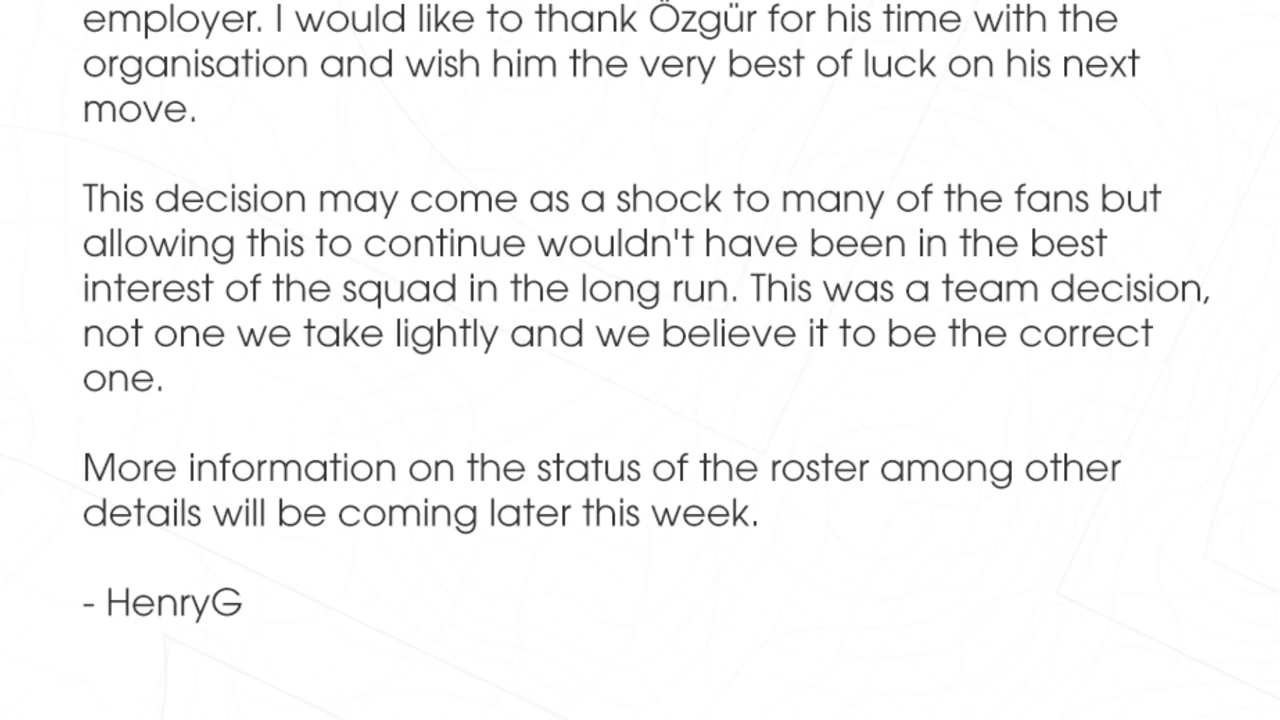 employer. I would like to thank Özgür for his time with the
organisation and wish him the very best of luck on his next
move.
This decision may come as a shock to many of the fans but
allowing this to continue wouldn't have been in the best
interest of the squad in the long run. This was a team decision,
not one we take lightly and we believe it to be the correct
one.
More information on the status of the roster among other
details will be coming later this week.
- HenryG